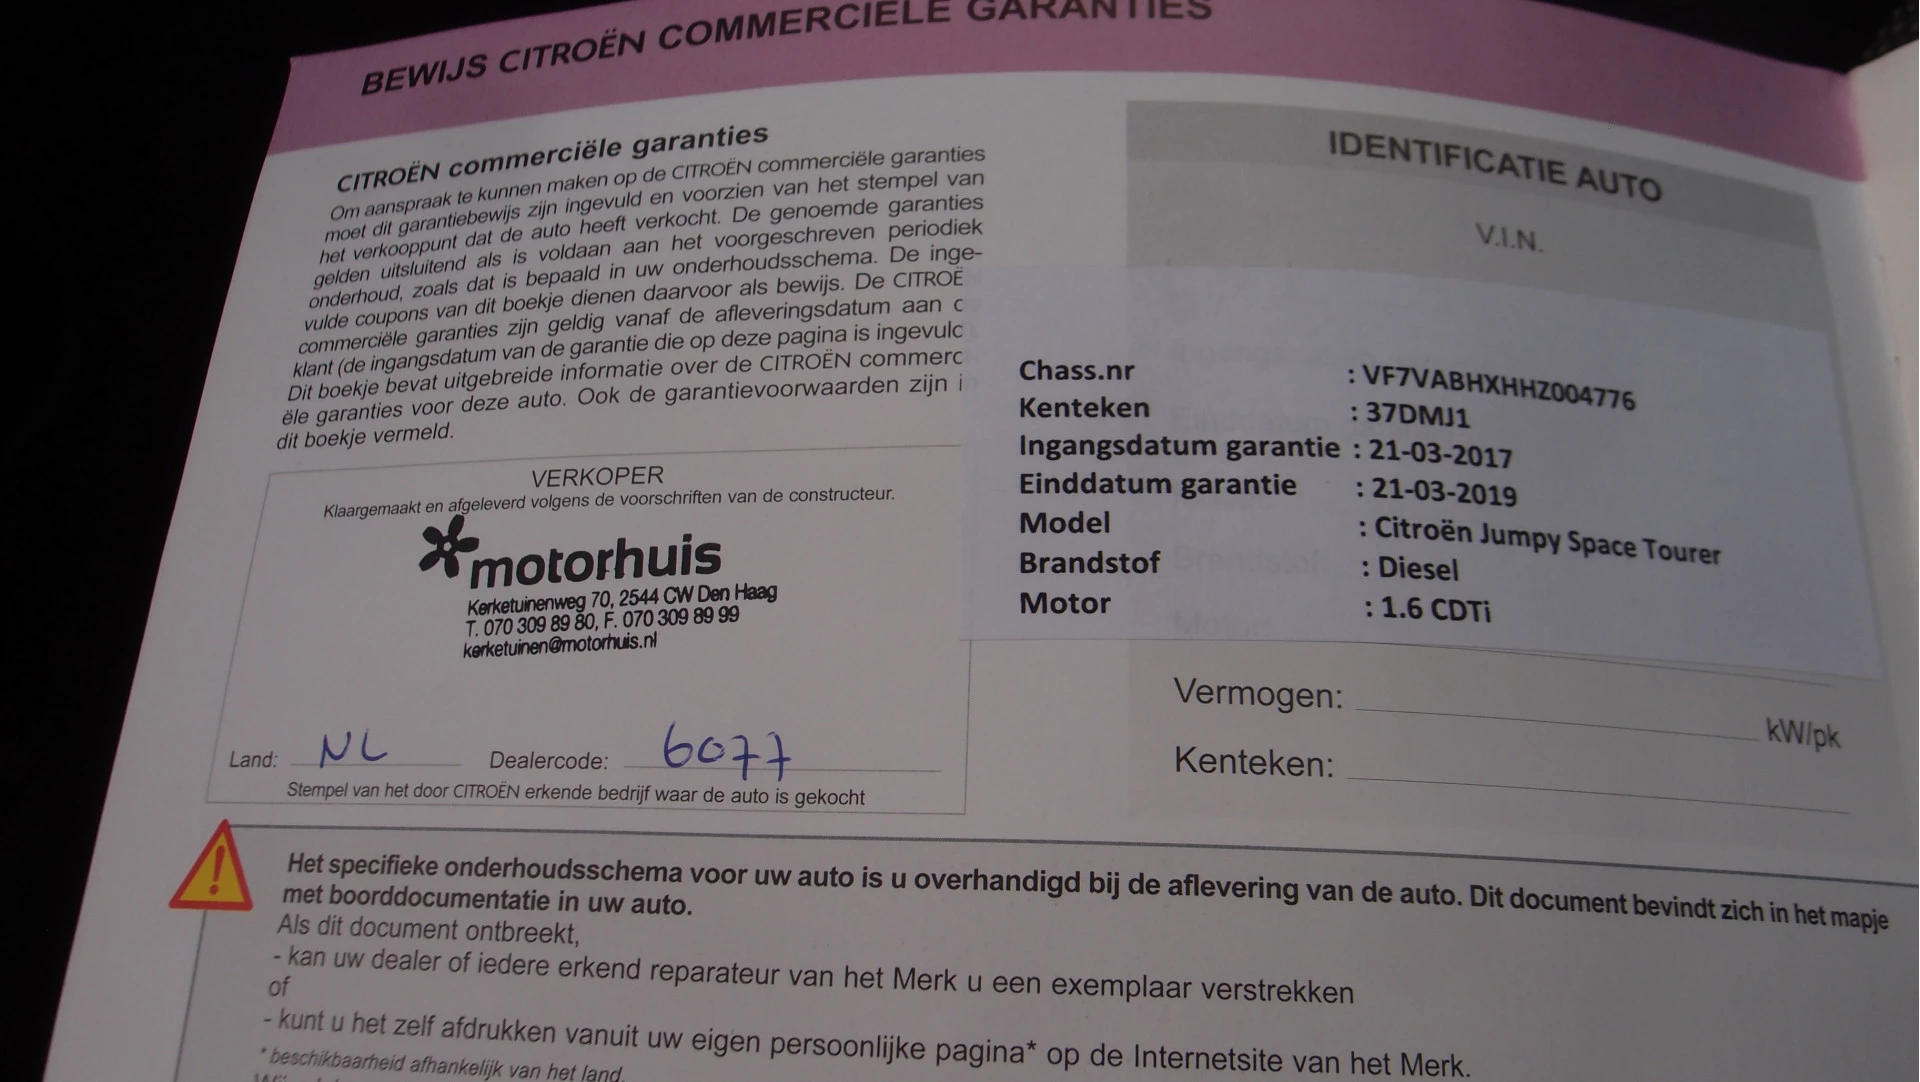 BEWIJS CITROËN COMMERCIËLE GARANTIES
CITROËN commerciële garanties
Om aanspraak te kunnen maken op de CITROËN commerciële garanties
moet dit garantiebewijs zijn ingevuld en voorzien van het stempel van
het verkooppunt dat de auto heeft verkocht. De genoemde garanties
gelden uitsluitend als is voldaan aan het voorgeschreven periodiek
onderhoud, zoals dat is bepaald in uw onderhoudsschema. De inge-
vulde coupons van dit boekje dienen daarvoor als bewijs. De CITROË
commerciële garanties zijn geldig vanaf de afleveringsdatum aan
klant (de ingangsdatum van de garantie die op deze pagina is ingevuld
Dit boekje bevat uitgebreide informatie over de CITROËN commerc
ële garanties voor deze auto. Ook de garantievoorwaarden zijn i
dit boekje vermeld.
VERKOPER
Klaargemaakt en afgeleverd volgens de voorschriften van de constructeur.
motorhuis
Kerketuinenweg 70, 2544 CW Den Haag
T. 070 309 89 80, F. 070 309 89 99
kerketuinen@motorhuis.nl
Land: NL Dealercode: 6077
Stempel van het door CITROËN erkende bedrijf waar de auto is gekocht
IDENTIFICATIE AUTO
V.I.N.
Chass.nr : VF7VABHXHHZ004776
Kenteken : 37DMJ1
Ingangsdatum garantie : 21-03-2017
Einddatum garantie : 21-03-2019
Model : Citroën Jumpy Space Tourer
Brandstof : Diesel
Motor : 1.6 CDTi
Vermogen: kW/pk
Kenteken:
Het specifieke onderhoudsschema voor uw auto is u overhandigd bij de aflevering van de auto. Dit document bevindt zich in het mapje
met boorddocumentatie in uw auto.
Als dit document ontbreekt,
- kan uw dealer of iedere erkend reparateur van het Merk u een exemplaar verstrekken
of
- kunt u het zelf afdrukken vanuit uw eigen persoonlijke pagina* op de Internetsite van het Merk.
*beschikbaarheid afhankelijk van het land.